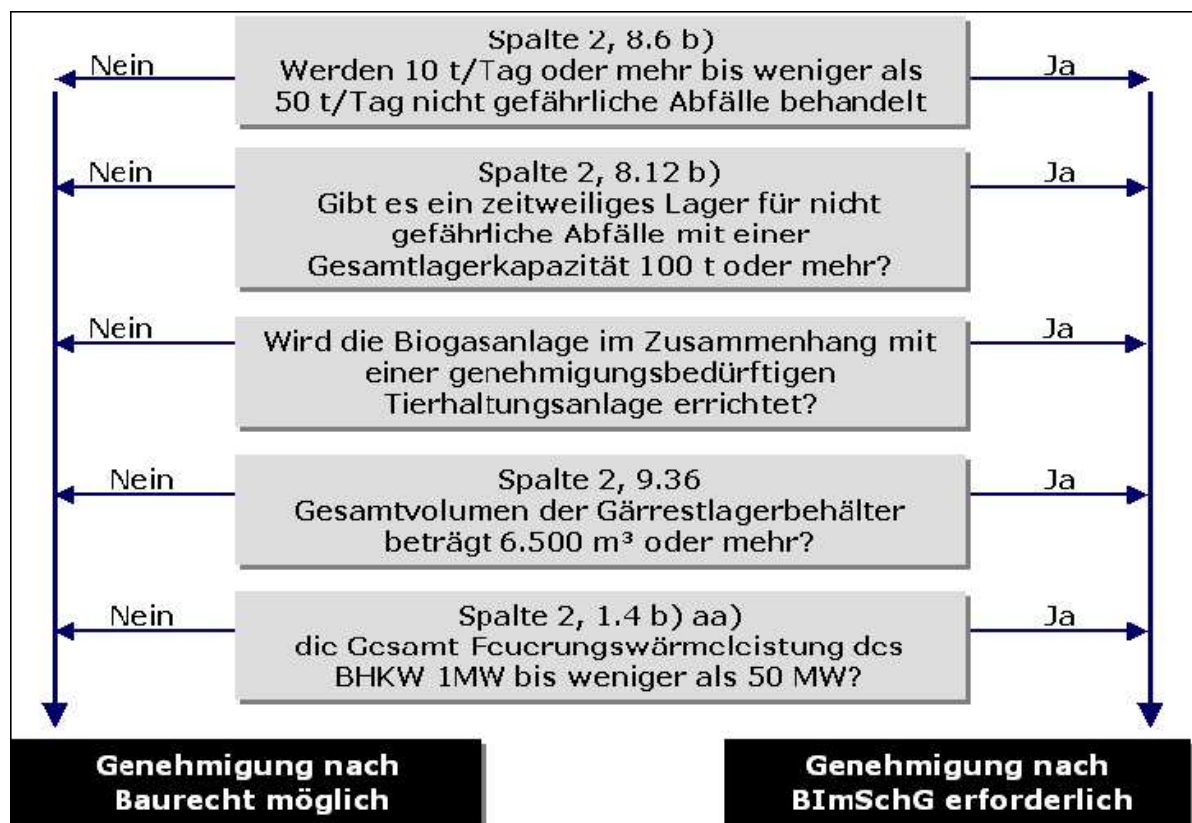 Spalte 2, 8.6 b)
Nein
Werden 10 t/Tag oder mehr bis weniger als
Ja
50 t/Tag nicht gefährliche Abfälle behandelt
Nein
Spalte 2, 8.12 b)
Ja
Gibt es ein zeitweiliges Lager für nicht
gefährliche Abfälle mit einer
Gesamtlagerkapazität 100 t oder mehr?
Nein
Wird die Biogasanlage im Zusammenhang mit
Ja
einer genehmigungsbedürftigen
Tierhaltungsanlage errichtet?
Nein
Spalte 2, 9.36
Ja
Gesamtvolumen der Gärrestlagerbehälter
beträgt 6.500 m³ oder mehr?
Nein
Spalte 2, 1.4 b) aa)
Ja
die Gesamt Feuerungswärmeleistung des
BHKW 1MW bis weniger als 50 MW?
Genehmigung nach
Baurecht möglich
Genehmigung nach
BImSchG erforderlich